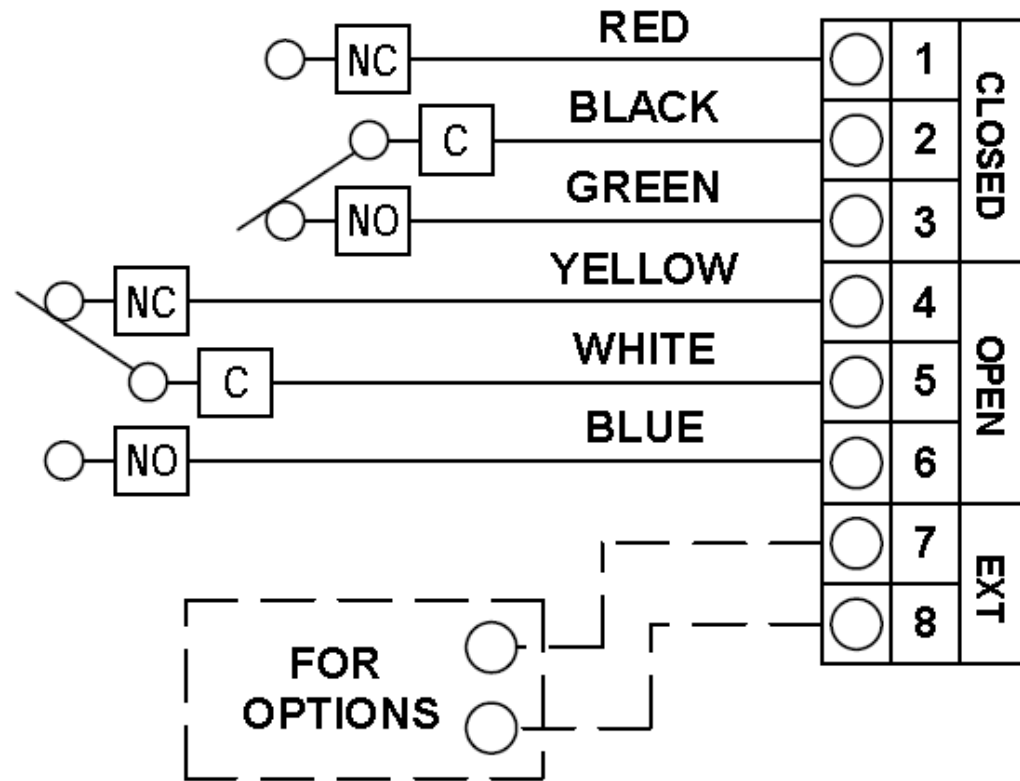 RED
NC
1
BLACK
C
2
GREEN
NO
3
CLOSED
YELLOW
NC
4
WHITE
C
5
BLUE
NO
6
OPEN
7
8
EXT
FOR
OPTIONS